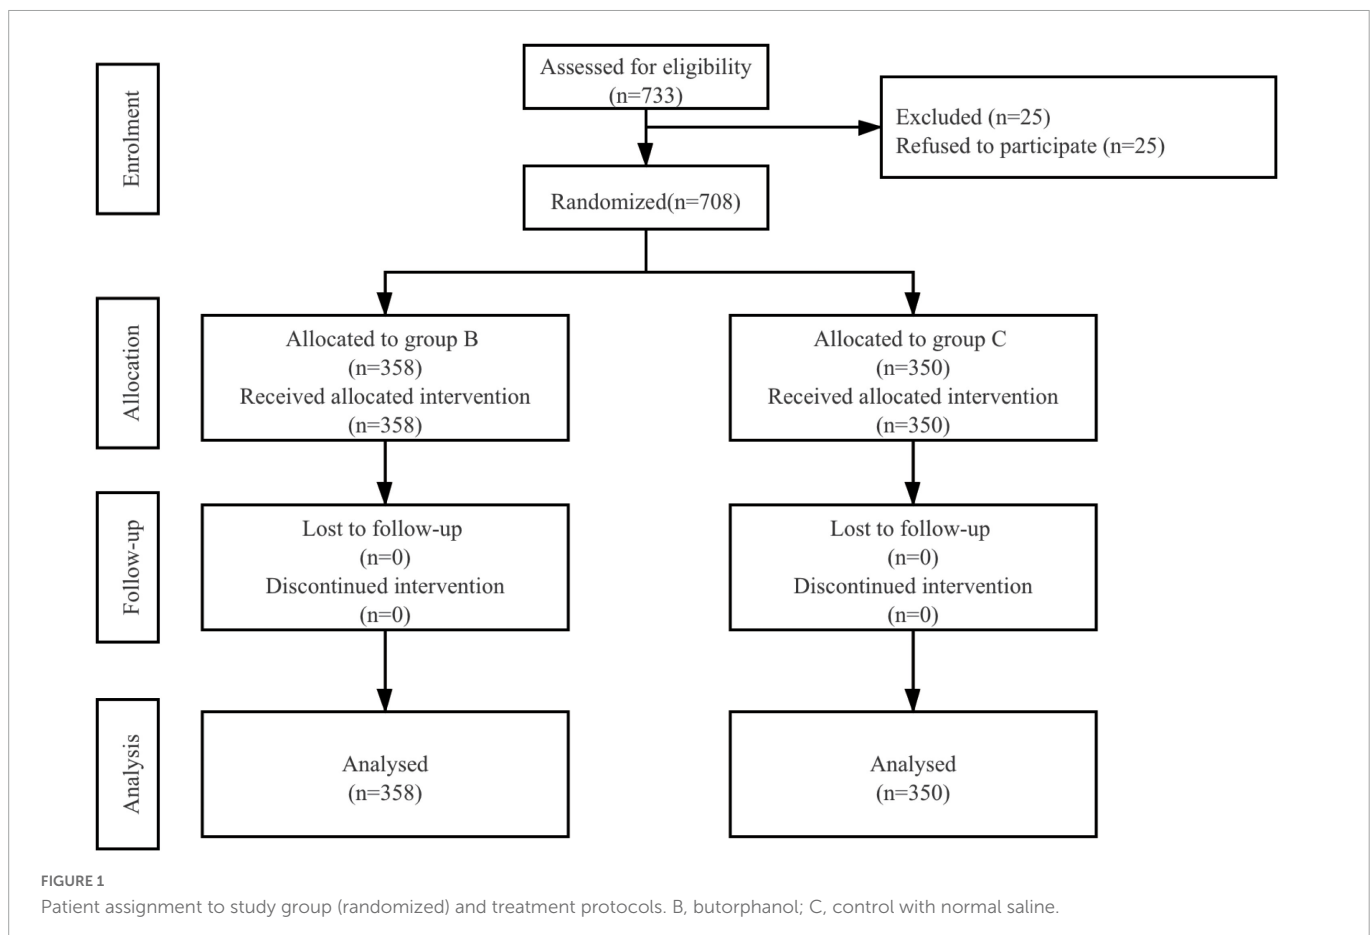 Enrolment
Assessed for eligibility
(n=733)
Excluded (n=25)
Refused to participate (n=25)
Randomized(n=708)
Allocation
Allocated to group B
(n=358)
Received allocated intervention
(n=358)
Allocated to group C
(n=350)
Received allocated intervention
(n=350)
Follow-up
Lost to follow-up
(n=0)
Discontinued intervention
(n=0)
Lost to follow-up
(n=0)
Discontinued intervention
(n=0)
Analysis
Analysed
(n=358)
Analysed
(n=350)
FIGURE 1
Patient assignment to study group (randomized) and treatment protocols. B, butorphanol; C, control with normal saline.